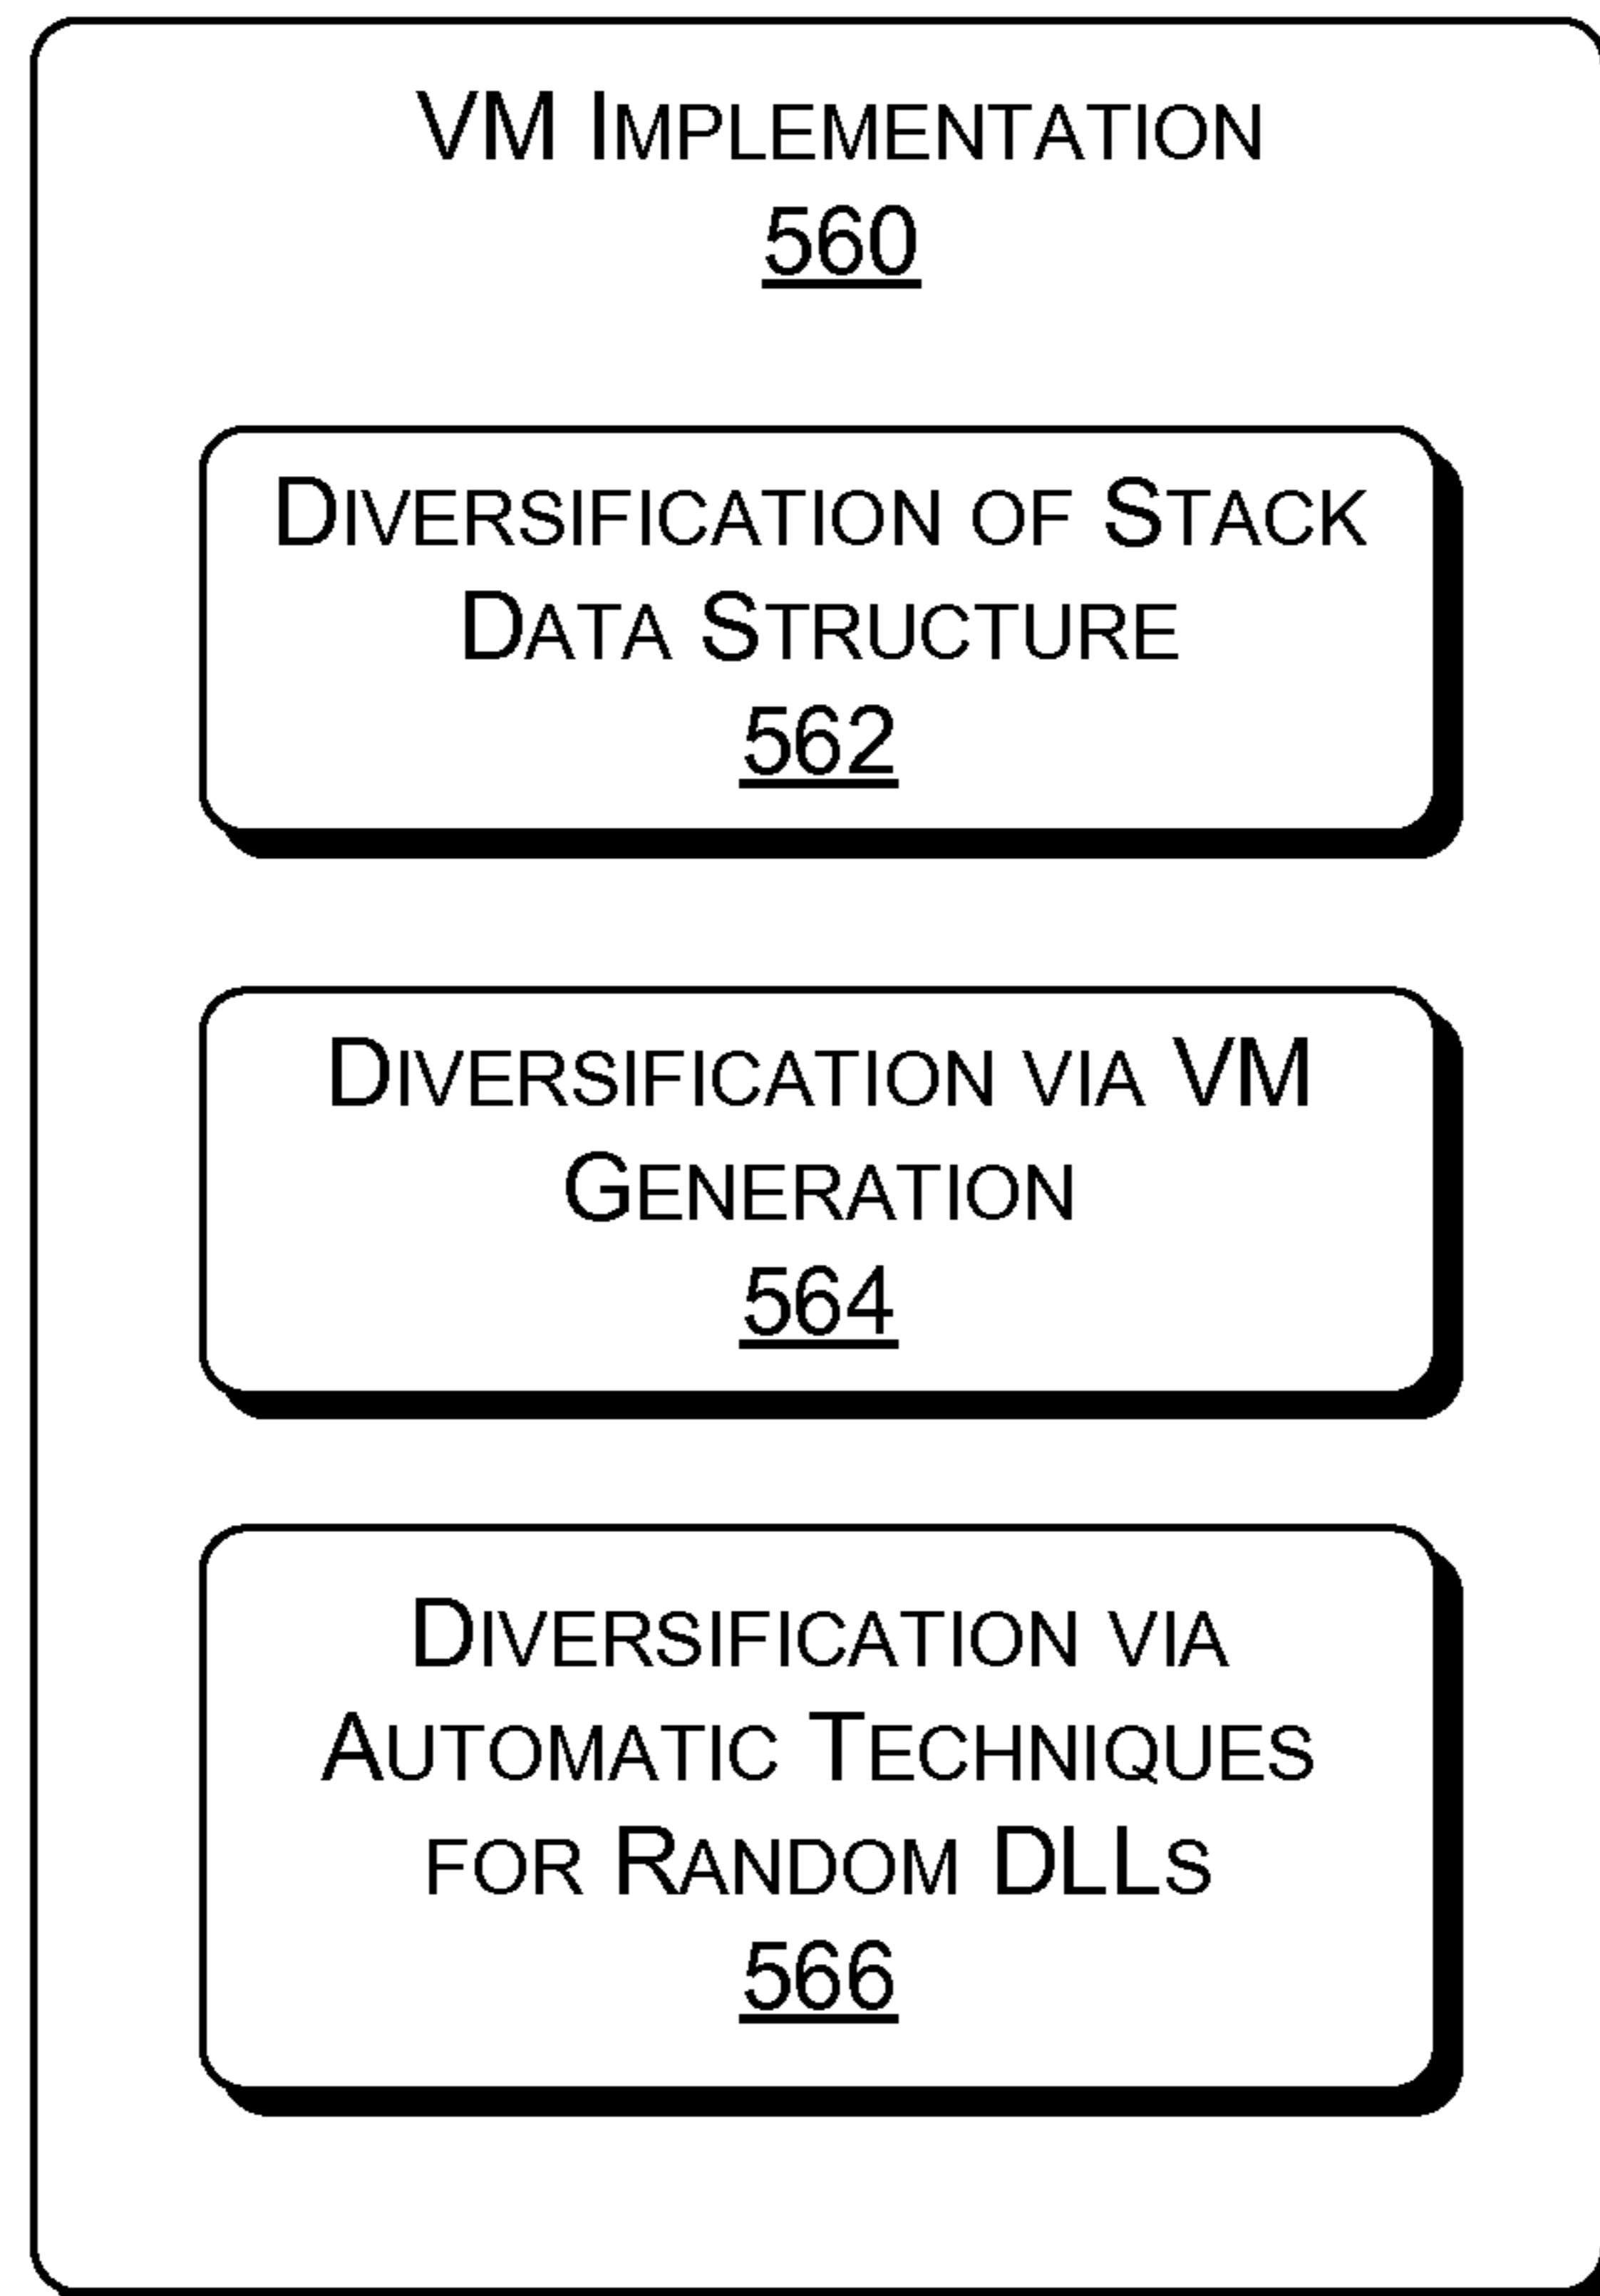 VM IMPLEMENTATION
560
DIVERSIFICATION OF STACK
DATA STRUCTURE
562
DIVERSIFICATION VIA VM
GENERATION
564
DIVERSIFICATION VIA
AUTOMATIC TECHNIQUES
FOR RANDOM DLLS
566